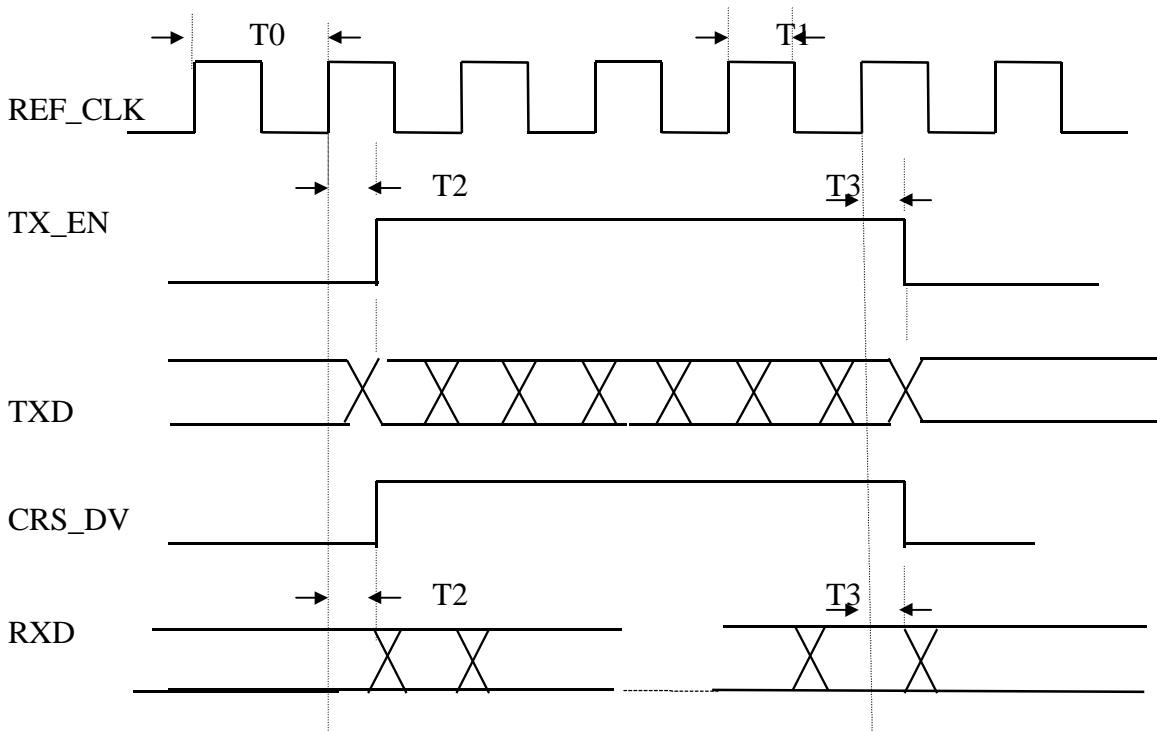 T0
T1
REF_CLK
T2
T3
TX_EN
TXD
CRS_DV
T2
T3
RXD